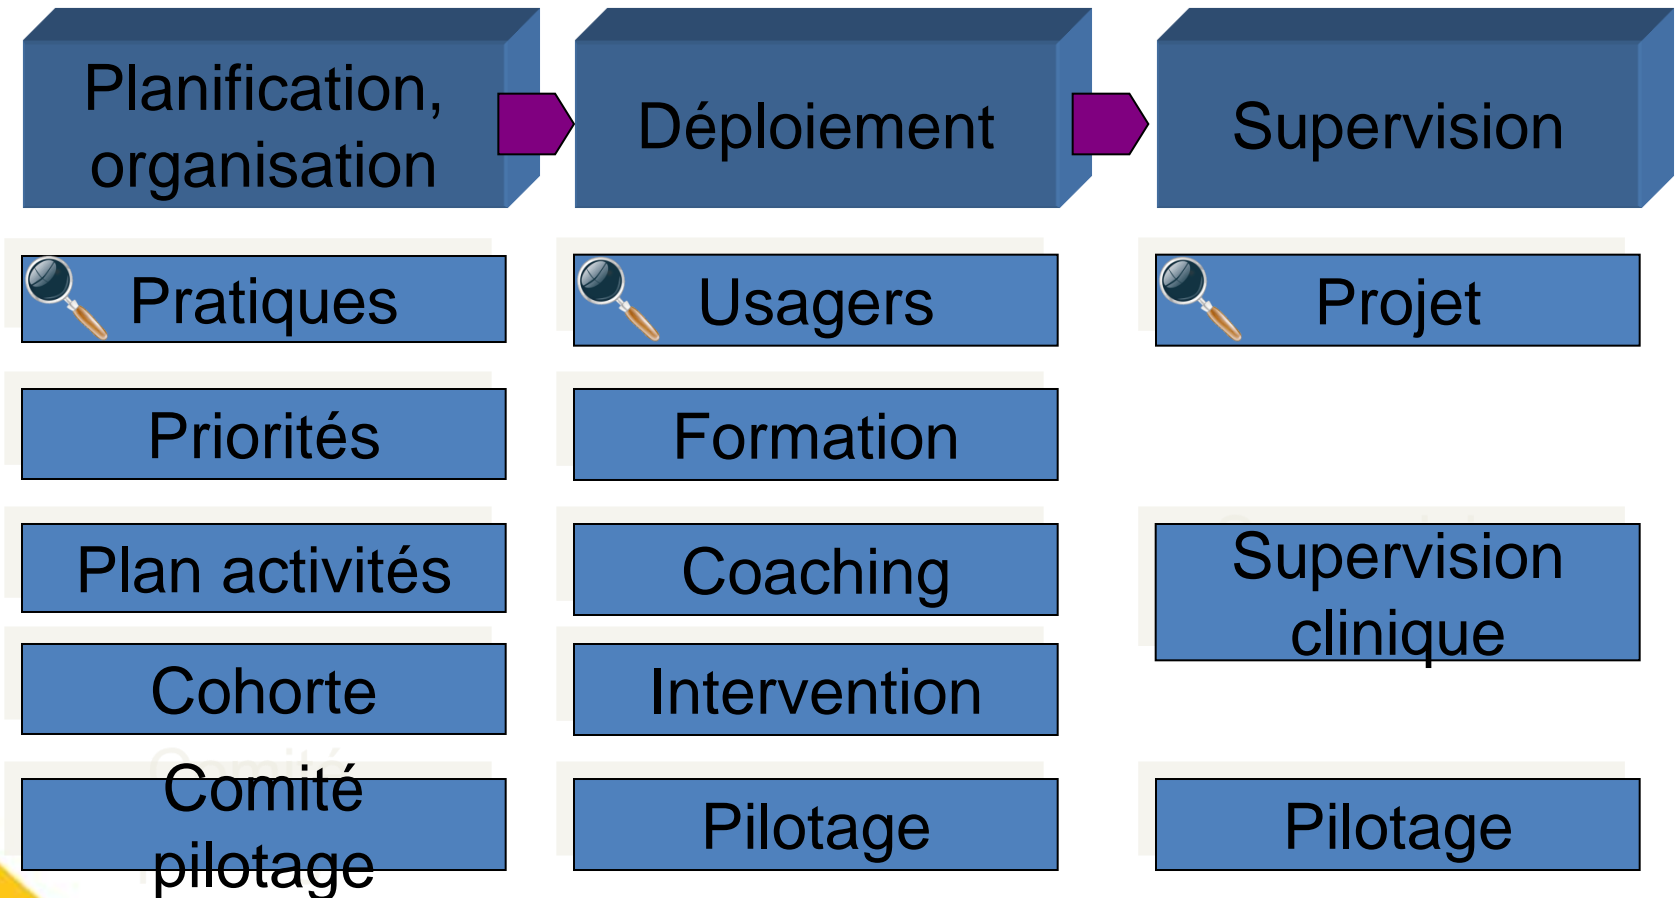 Planification,
organisation
Déploiement
Supervision
Pratiques
Usagers
Projet
Priorités
Formation
Plan activités
Coaching
Supervision
clinique
Cohorte
Intervention
Comité
pilotage
Pilotage
Pilotage